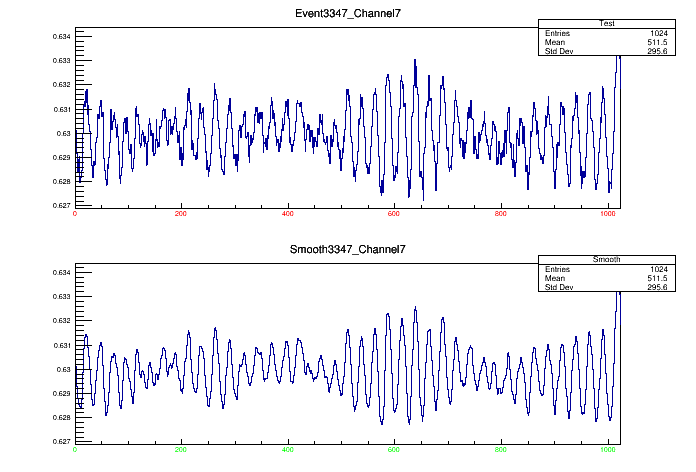 Event3347_Channel7
Test
Entries 1024
Mean 511.5
Std Dev 295.6
0.634
0.633
0.632
0.631
0.63
0.629
0.628
0.627
0 200 400 600 800 1000
Smooth3347_Channel7
Smooth
Entries 1024
Mean 511.5
Std Dev 295.6
0.634
0.633
0.632
0.631
0.63
0.629
0.628
0.627
0 200 400 600 800 1000